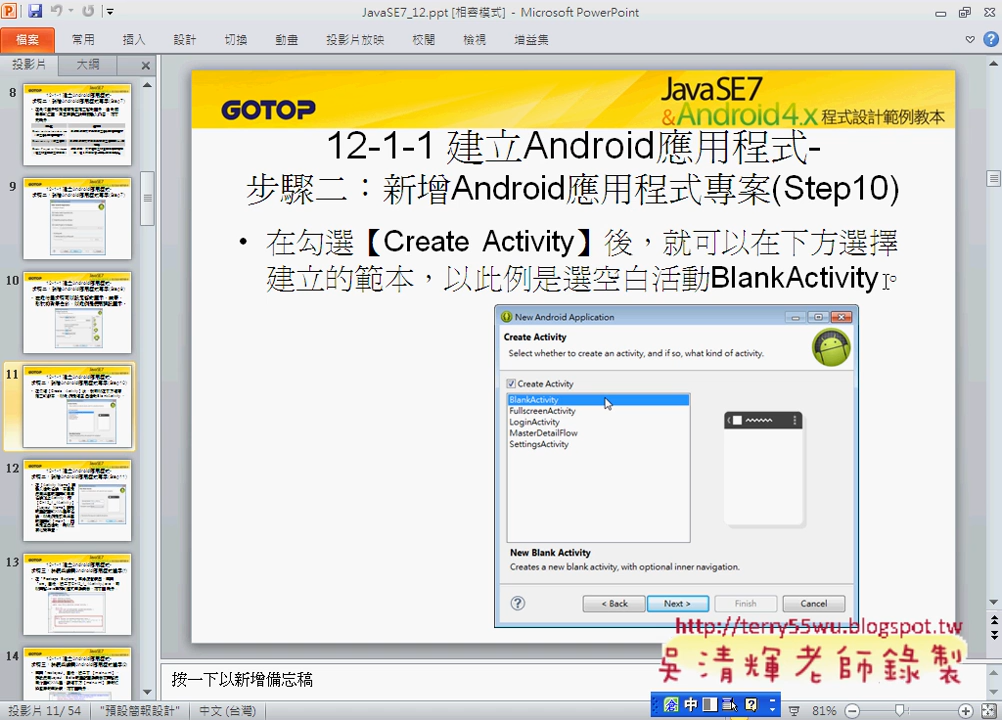 JavaSE7_12.ppt [相容模式] - Microsoft PowerPoint
檔案 常用 插入 設計 切換 動畫 投影片放映 校閱 檢視 增益集
投影片 大綱
8
9
10
11
12
13
14
GOTOP
JavaSE7
&Android4.x 程式設計範例教本
12-1-1 建立Android應用程式-
步驟二：新增Android應用程式專案(Step10)
• 在勾選【Create Activity】後，就可以在下方選擇
建立的範本，以此例是選空白活動BlankActivity。
New Android Application
Create Activity
Select whether to create an activity, and if so, what kind of activity.
Create Activity
BlankActivity
FullscreenActivity
LoginActivity
MasterDetailFlow
SettingsActivity
New Blank Activity
Creates a new blank activity, with optional inner navigation.
< Back Next > Finish Cancel
http://terry55wu.blogspot.tw
吳清輝老師錄製
按一下以新增備忘稿
投影片 11/ 54 "預設簡報設計" 中文 (台灣) 中 81%